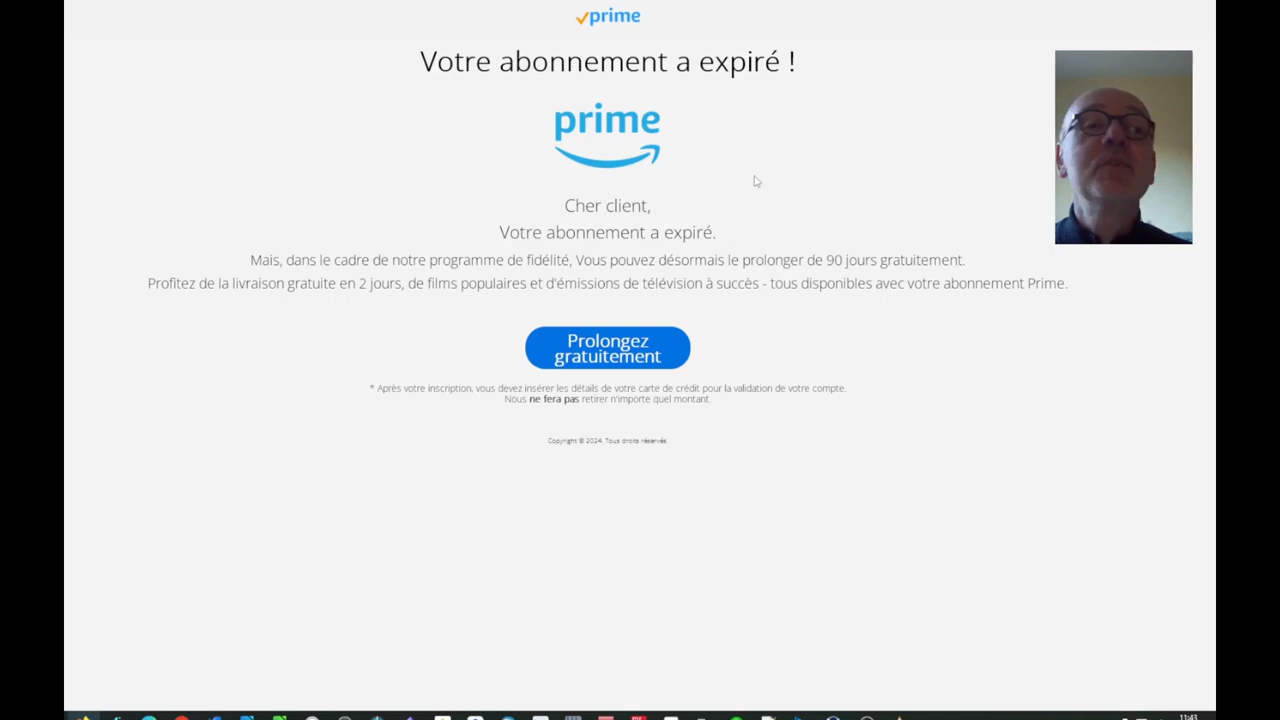 prime
Votre abonnement a expiré !
prime
Cher client,
Votre abonnement a expiré.
Mais, dans le cadre de notre programme de fidélité, Vous pouvez désormais le prolonger de 90 jours gratuitement.
Profitez de la livraison gratuite en 2 jours, de films populaires et d'émissions de télévision à succès - tous disponibles avec votre abonnement Prime.
Prolongez
gratuitement
* Après votre inscription, vous devez insérer les détails de votre carte de crédit pour la validation de votre compte.
Nous ne fera pas retirer n'importe quel montant.
Copyright © 2024. Tous droits réservés.
11:43